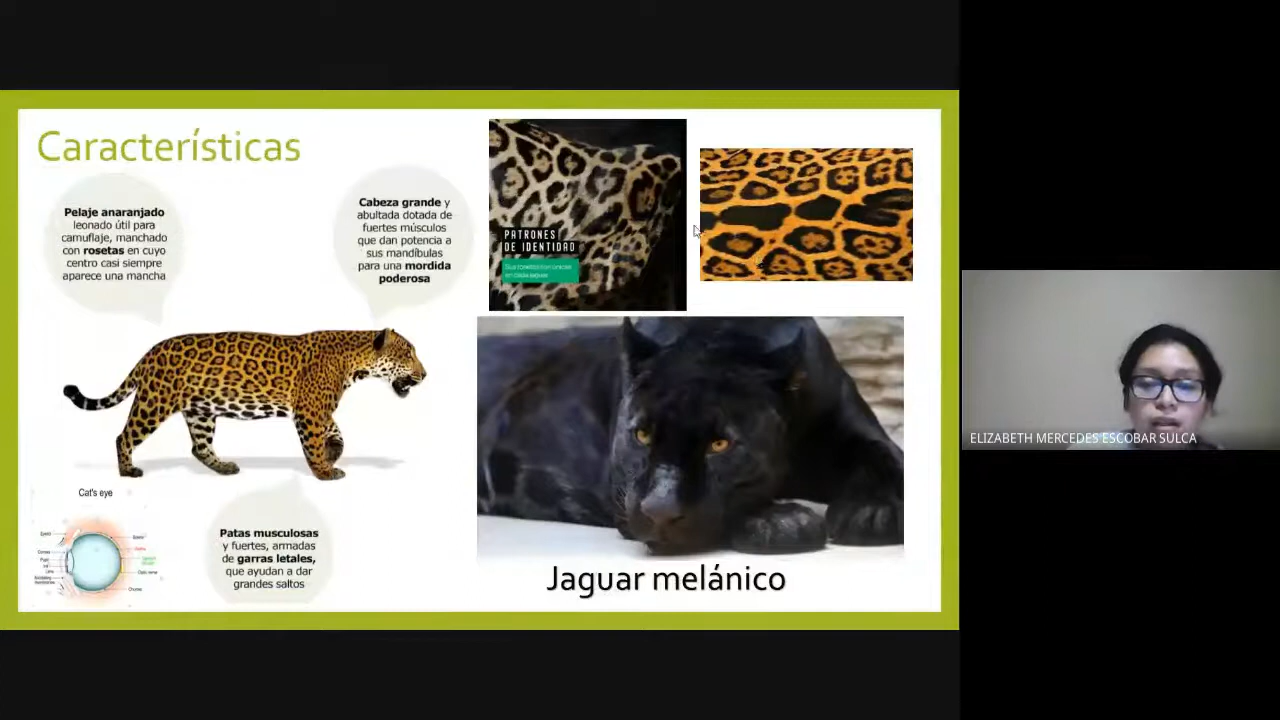 Características
Pelaje anaranjado
leonado útil para
camuflaje, manchado
con rosetas en cuyo
centro casi siempre
aparece una mancha
Cabeza grande y
abultada dotada de
fuertes músculos
que dan potencia a
sus mandíbulas
para una mordida
poderosa
PATRONES
DE IDENTIDAD
Cat's eye
Patas musculosas
y fuertes, armadas
de garras letales,
que ayudan a dar
grandes saltos
Jaguar melánico
ELIZABETH MERCEDES ESCOBAR SULCA